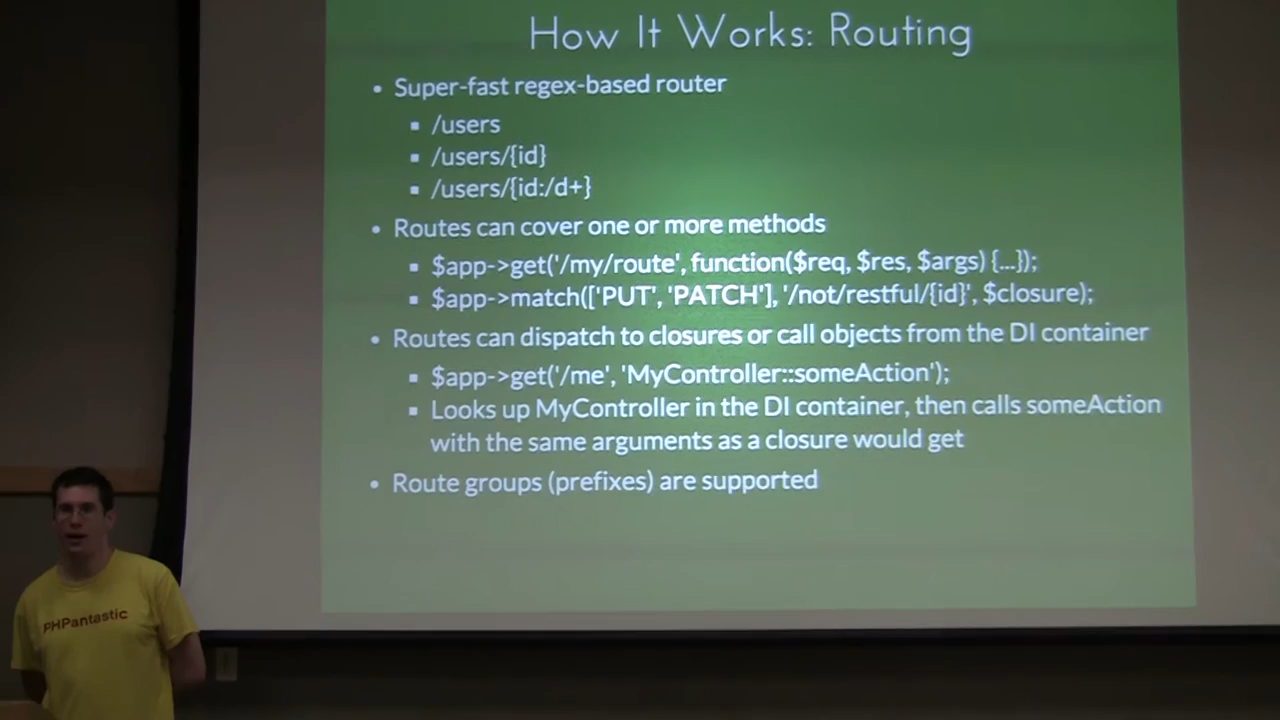 How It Works: Routing
• Super-fast regex-based router
▪ /users
▪ /users/{id}
▪ /users/{id:/d+}
• Routes can cover one or more methods
▪ $app->get('/my/route', function($req, $res, $args) {...});
▪ $app->match(['PUT', 'PATCH'], '/not/restful/{id}', $closure);
• Routes can dispatch to closures or call objects from the DI container
▪ $app->get('/me', 'MyController::someAction');
▪ Looks up MyController in the DI container, then calls someAction
with the same arguments as a closure would get
• Route groups (prefixes) are supported
PHPantastic